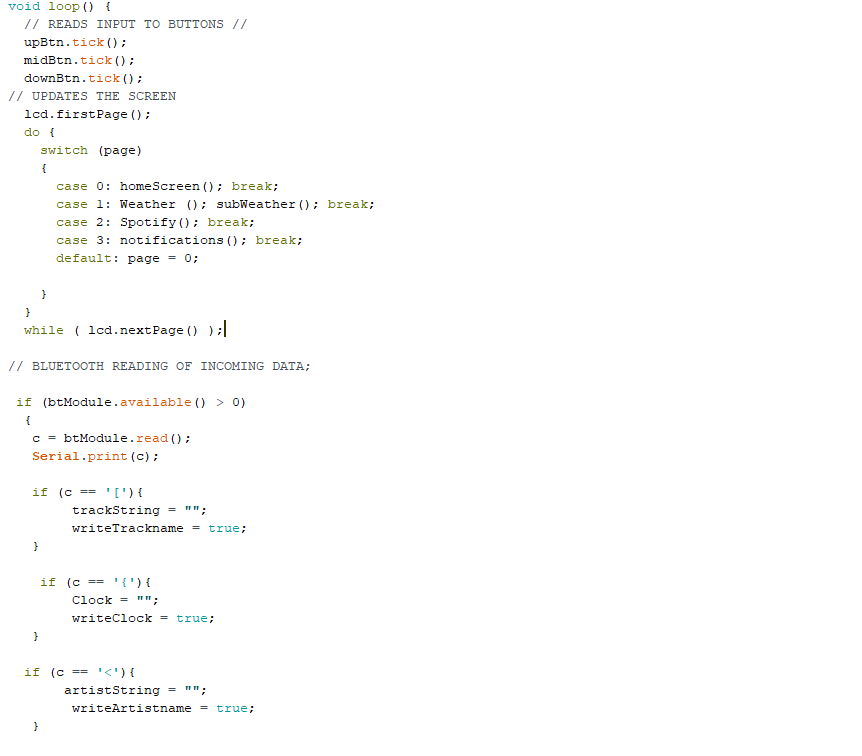 void loop() {
  // READS INPUT TO BUTTONS //
  upBtn.tick();
  midBtn.tick();
  downBtn.tick();
// UPDATES THE SCREEN
  lcd.firstPage();
  do {
    switch (page)
    {
      case 0: homeScreen(); break;
      case 1: Weather (); subWeather(); break;
      case 2: Spotify(); break;
      case 3: notifications(); break;
      default: page = 0;

    }
  }
  while ( lcd.nextPage() );

// BLUETOOTH READING OF INCOMING DATA;

 if (btModule.available() > 0)
  {
   c = btModule.read();
   Serial.print(c);

   if (c == '['){
        trackString = "";
        writeTrackname = true;
   }

    if (c == '{'){
        Clock = "";
        writeClock = true;
   }

  if (c == '<'){
       artistString = "";
        writeArtistname = true;
   }